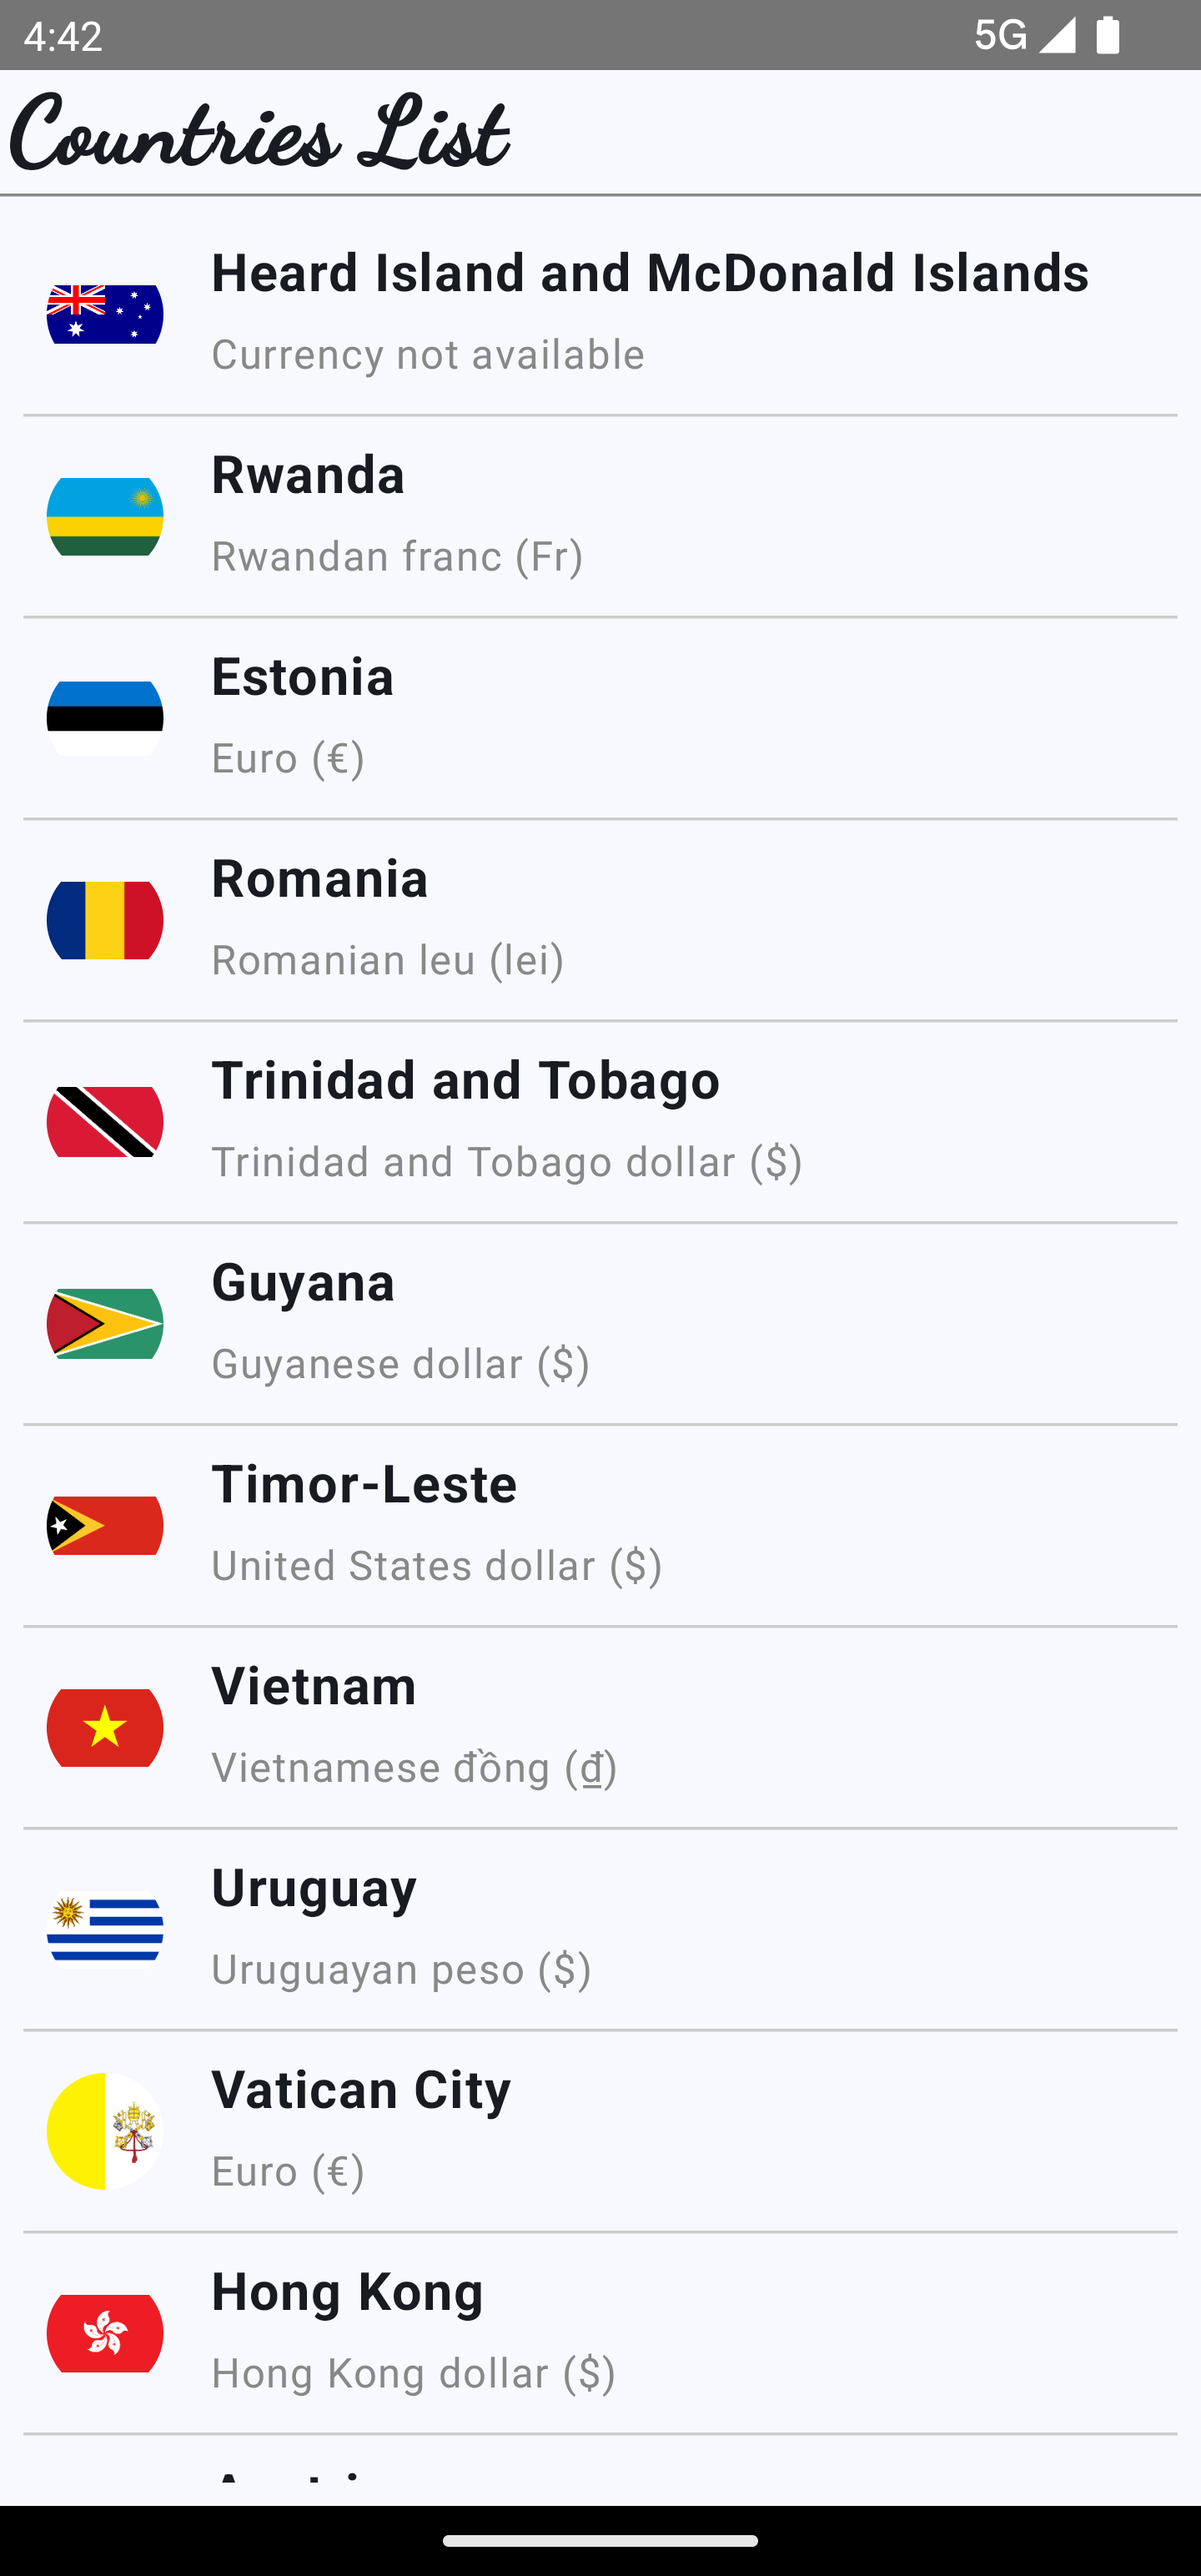 4:42 5G
Countries List
Heard Island and McDonald Islands
Currency not available
Rwanda
Rwandan franc (Fr)
Estonia
Euro (€)
Romania
Romanian leu (lei)
Trinidad and Tobago
Trinidad and Tobago dollar ($)
Guyana
Guyanese dollar ($)
Timor-Leste
United States dollar ($)
Vietnam
Vietnamese đồng (₫)
Uruguay
Uruguayan peso ($)
Vatican City
Euro (€)
Hong Kong
Hong Kong dollar ($)